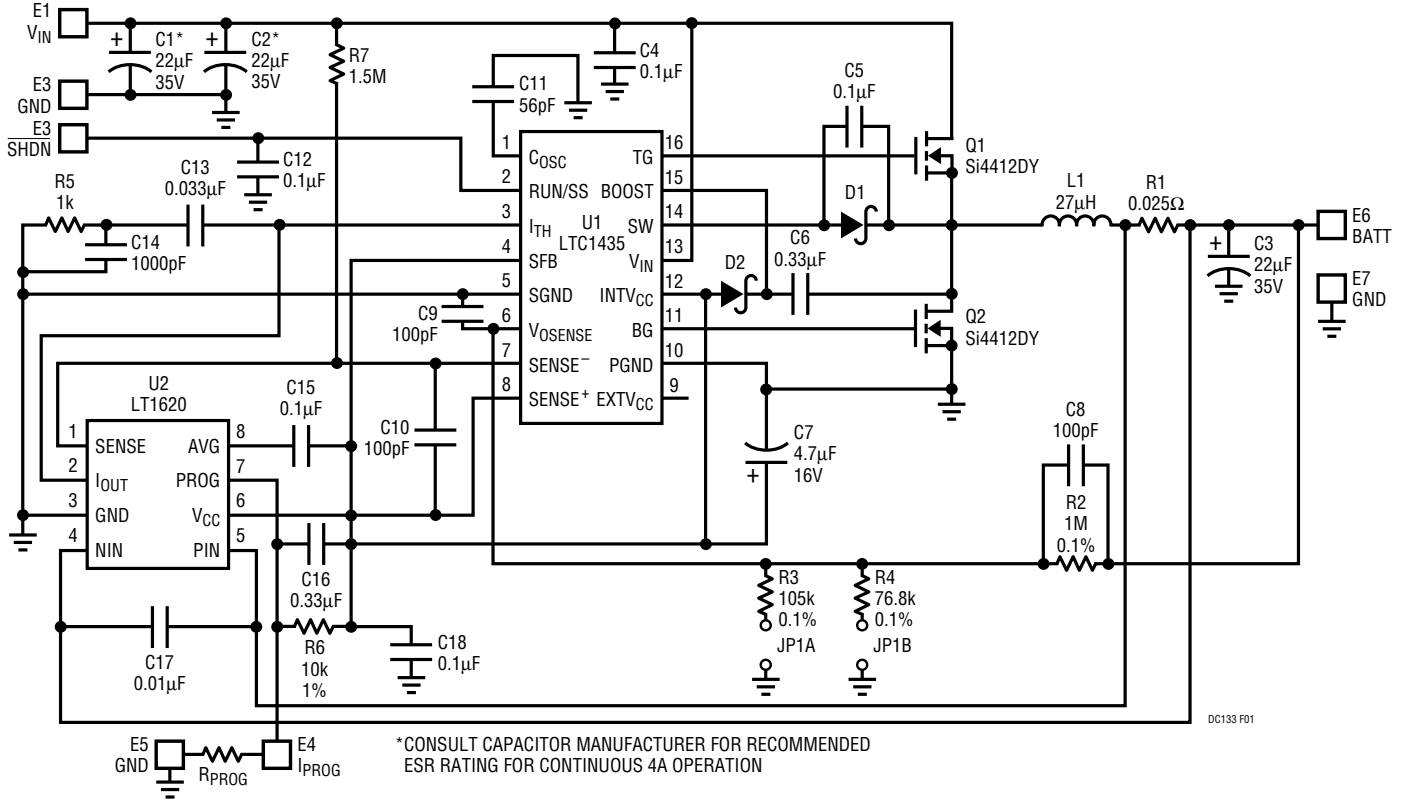 E1
VIN
+
C1*
22µF
35V
+
C2*
22µF
35V
R7
1.5M
C4
0.1µF
E3
GND
E3
SHDN
C11
56pF
C5
0.1µF
C12
0.1µF
C13
0.033µF
R5
1k
C14
1000pF
1
COSC
2
RUN/SS
3
ITH
4
SFB
5
SGND
6
VOSENSE
7
SENSE−
8
SENSE+
U1
LTC1435
16
TG
15
BOOST
14
SW
13
VIN
12
INTVCC
11
BG
10
PGND
9
EXTVCC
Q1
Si4412DY
D1
L1
27µH
R1
0.025Ω
E6
BATT
+
C3
22µF
35V
E7
GND
D2
C6
0.33µF
Q2
Si4412DY
C9
100pF
C10
100pF
C7
4.7µF
16V
+
C8
100pF
R2
1M
0.1%
U2
LT1620
1
SENSE
2
IOUT
3
GND
4
NIN
8
AVG
7
PROG
6
VCC
5
PIN
C15
0.1µF
C16
0.33µF
R3
105k
0.1%
JP1A
R4
76.8k
0.1%
JP1B
C17
0.01µF
R6
10k
1%
C18
0.1µF
E5
GND
RPROG
E4
IPROG
*CONSULT CAPACITOR MANUFACTURER FOR RECOMMENDED
ESR RATING FOR CONTINUOUS 4A OPERATION
DC133 F01